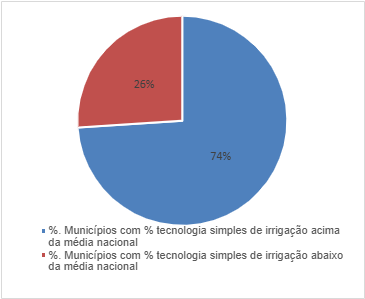 26%
74%
%. Municípios com % tecnologia simples de irrigação acima
da média nacional
%. Municípios com % tecnologia simples de irrigação abaixo
da média nacional